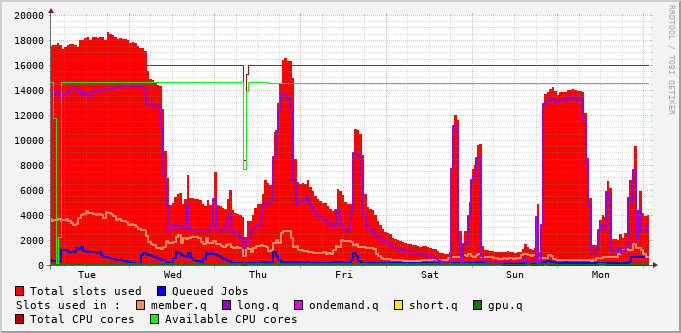 RRDTOOL / TOBI OETIKER
20000
18000
16000
14000
12000
10000
8000
6000
4000
2000
0
Tue Wed Thu Fri Sat Sun Mon
Total slots used Queued Jobs
Slots used in : member.q long.q ondemand.q short.q gpu.q
Total CPU cores Available CPU cores